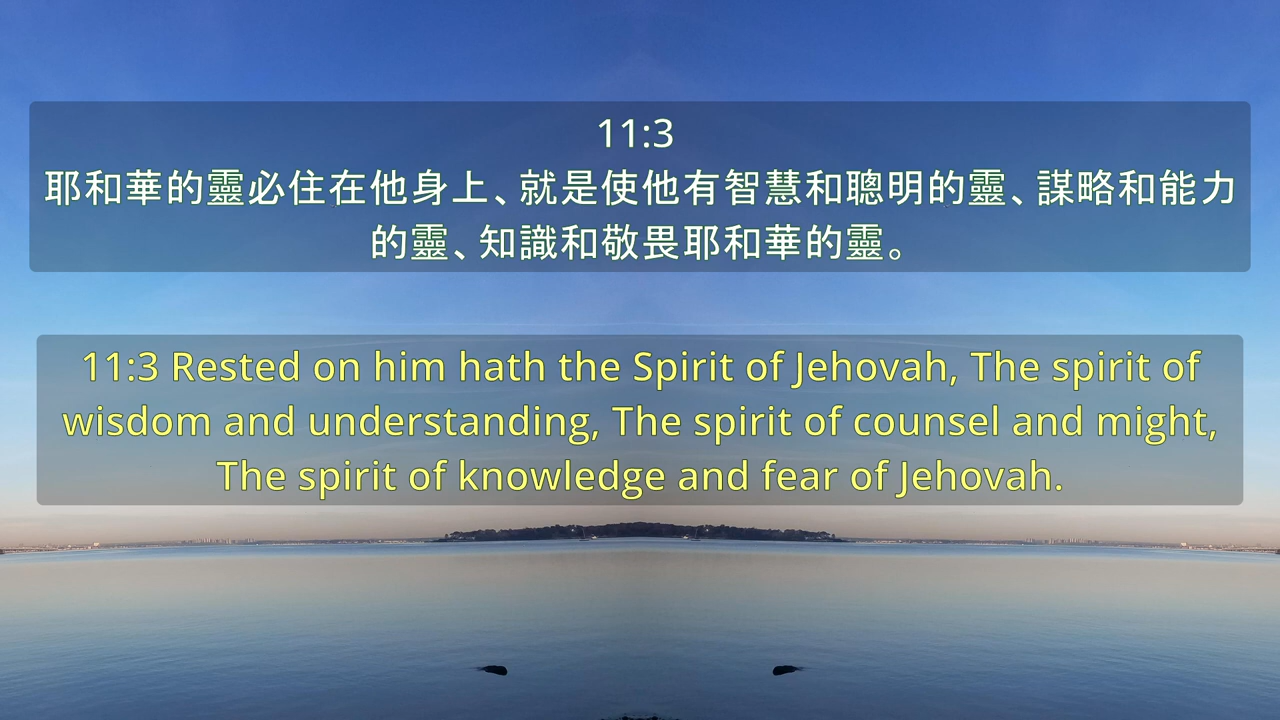 11:3
耶和華的靈必住在他身上、就是使他有智慧和聰明的靈、謀略和能力
的靈、知識和敬畏耶和華的靈。
11:3 Rested on him hath the Spirit of Jehovah, The spirit of
wisdom and understanding, The spirit of counsel and might,
The spirit of knowledge and fear of Jehovah.